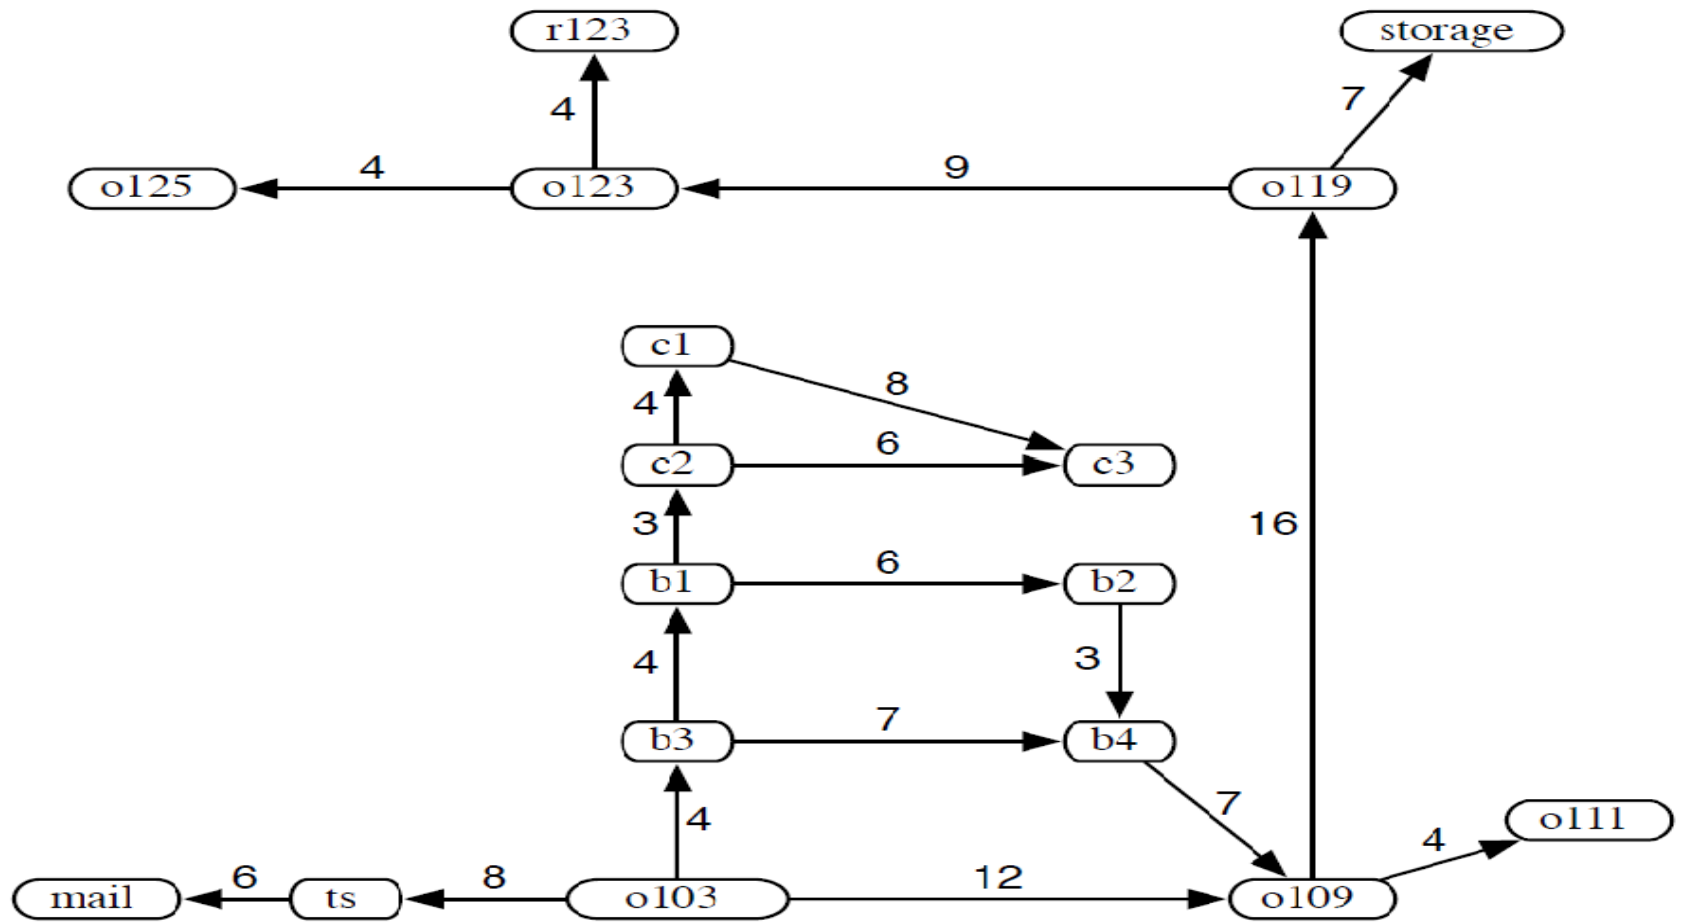 r123 storage
4 7
o125 4 o123 9 o119
c1
4 8
c2 6 c3
3 16
b1 6 b2
4 3
b3 7 b4
4 7 4 o111
mail 6 ts 8 o103 12 o109